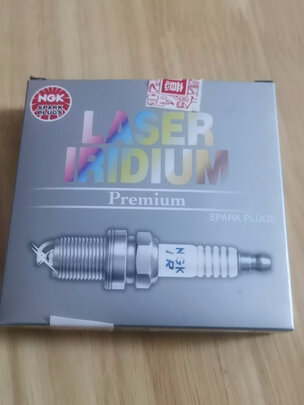 NGK
SPARK PLUGS
LASER
IRIDIUM
Premium
SPARK PLUGS
NGK
R